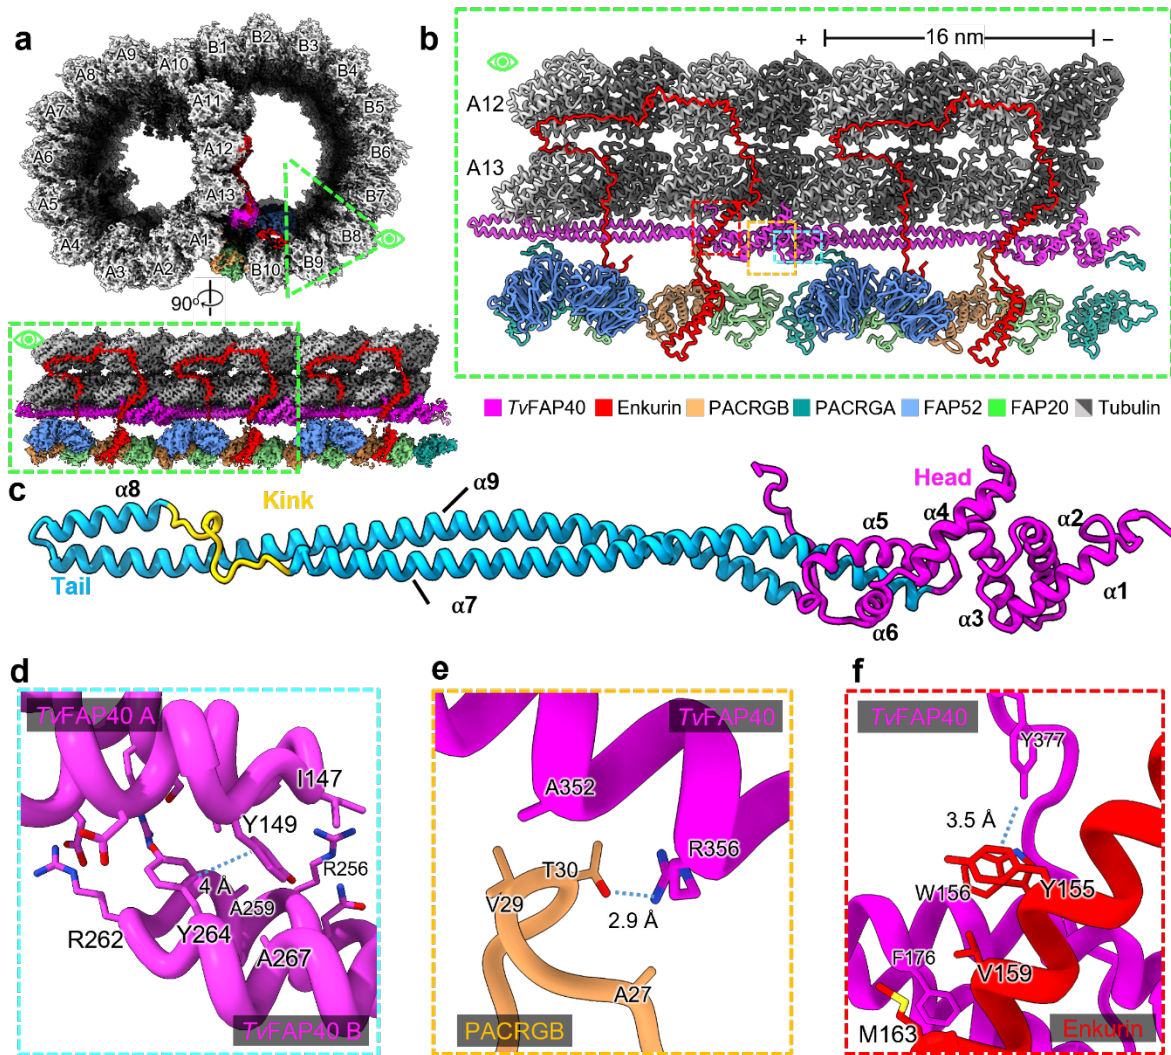 a
B1
B2
B3
B4
B5
B6
B7
B8
B9
B10
A1
A2
A3
A4
A5
A6
A7
A8
A9
A10
A11
A12
A13
90°
b
+
16 nm
–
A12
A13
TvFAP40
Enkurin
PACRGB
PACRGA
FAP52
FAP20
Tubulin
c
α8
Kink
α9
Head
α4
α5
α2
Tail
α7
α6
α3
α1
d
TvFAP40 A
I147
Y149
R256
4 Å
A259
R262
Y264
A267
TvFAP40 B
e
TvFAP40
A352
R356
T30
V29
2.9 Å
A27
PACRGB
f
TvFAP40
Y377
3.5 Å
W156
Y155
F176
V159
M163
Enkurin